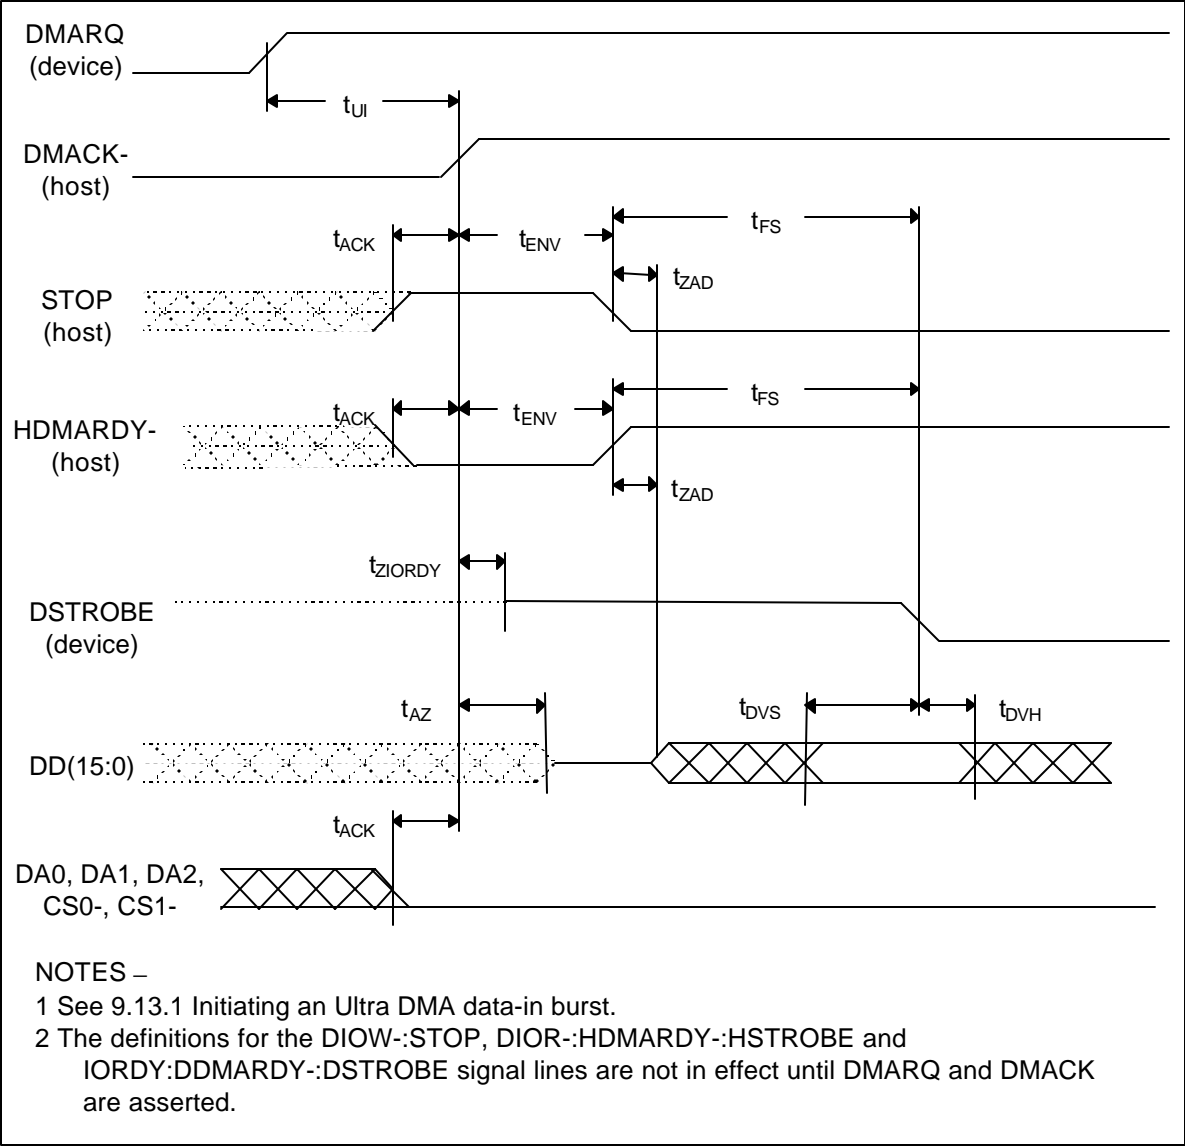 DMARQ
(device)
tUI
DMACK-
(host)
tACK
tENV
tFS
tZAD
STOP
(host)
tACK
tENV
tFS
HDMARDY-
(host)
tZAD
tZIORDY
DSTROBE
(device)
tAZ
tDVS
tDVH
DD(15:0)
tACK
DA0, DA1, DA2,
CS0-, CS1-
NOTES –
1 See 9.13.1 Initiating an Ultra DMA data-in burst.
2 The definitions for the DIOW-:STOP, DIOR-:HDMARDY-:HSTROBE and
IORDY:DDMARDY-:DSTROBE signal lines are not in effect until DMARQ and DMACK
are asserted.